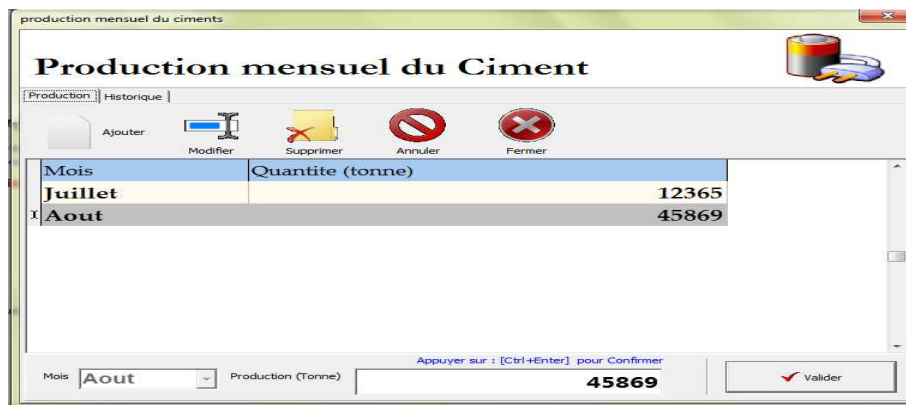 production mensuel du ciments
Production mensuel du Ciment
Production Historique
Ajouter Modifier Supprimer Annuler Fermer
Mois Quantite (tonne)
Juillet 12365
Aout 45869
Appuyer sur : [Ctrl+Enter] pour Confirmer
Mois Aout Production (Tonne) 45869 Valider